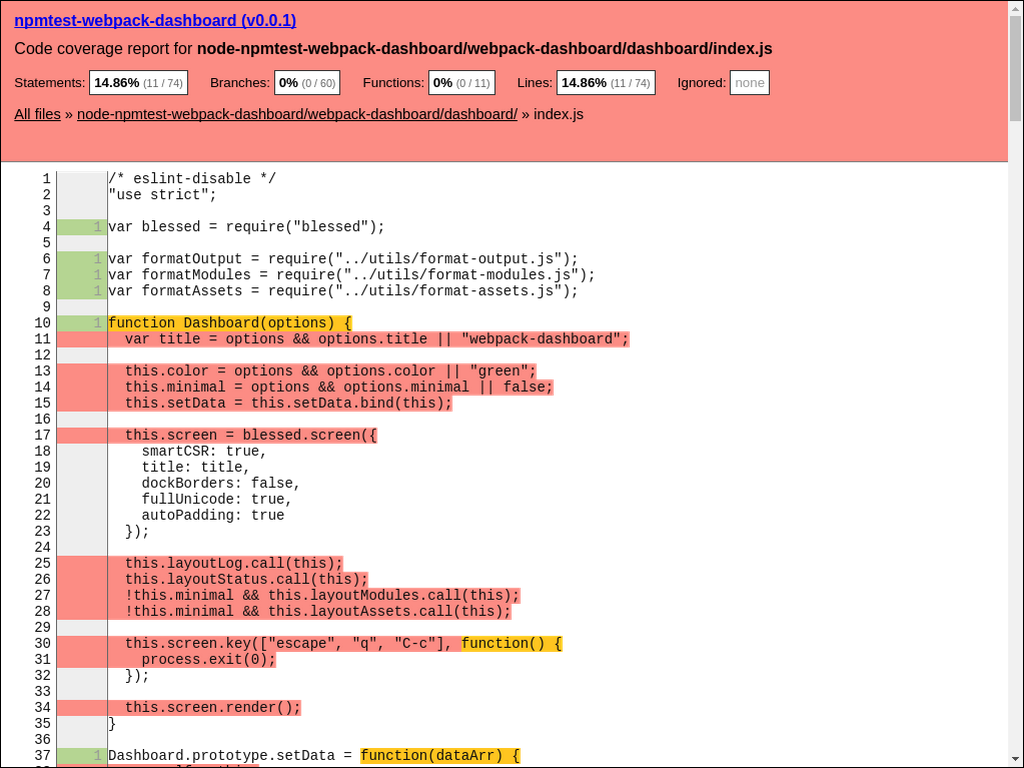 npmtest-webpack-dashboard (v0.0.1)
Code coverage report for node-npmtest-webpack-dashboard/webpack-dashboard/dashboard/index.js
Statements: 14.86% (11 / 74) Branches: 0% (0 / 60) Functions: 0% (0 / 11) Lines: 14.86% (11 / 74) Ignored: none
All files » node-npmtest-webpack-dashboard/webpack-dashboard/dashboard/ » index.js
1 /* eslint-disable */
2 "use strict";
3
4 1 var blessed = require("blessed");
5
6 1 var formatOutput = require("../utils/format-output.js");
7 1 var formatModules = require("../utils/format-modules.js");
8 1 var formatAssets = require("../utils/format-assets.js");
9
10 1 function Dashboard(options) {
11 var title = options && options.title || "webpack-dashboard";
12
13 this.color = options && options.color || "green";
14 this.minimal = options && options.minimal || false;
15 this.setData = this.setData.bind(this);
16
17 this.screen = blessed.screen({
18 smartCSR: true,
19 title: title,
20 dockBorders: false,
21 fullUnicode: true,
22 autoPadding: true
23 });
24
25 this.layoutLog.call(this);
26 this.layoutStatus.call(this);
27 !this.minimal && this.layoutModules.call(this);
28 !this.minimal && this.layoutAssets.call(this);
29
30 this.screen.key(["escape", "q", "C-c"], function() {
31 process.exit(0);
32 });
33
34 this.screen.render();
35 }
36
37 1 Dashboard.prototype.setData = function(dataArr) {